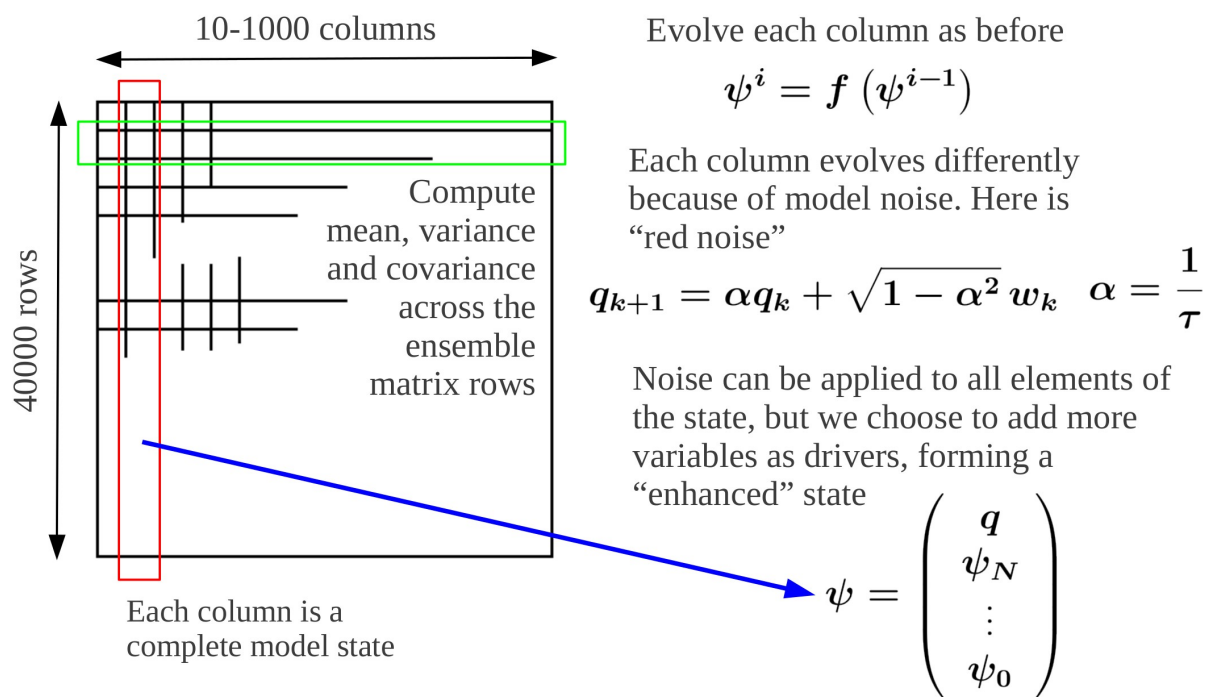 10-1000 columns
40000 rows
Compute
mean, variance
and covariance
across the
ensemble
matrix rows
Each column is a
complete model state
Evolve each column as before
ψ^i = f (ψ^{i−1})
Each column evolves differently
because of model noise. Here is
“red noise”
q_{k+1} = αq_k + √(1 − α²) w_k   α = 1/τ
Noise can be applied to all elements of
the state, but we choose to add more
variables as drivers, forming a
“enhanced” state
ψ =
q
ψ_N
⋮
ψ_0